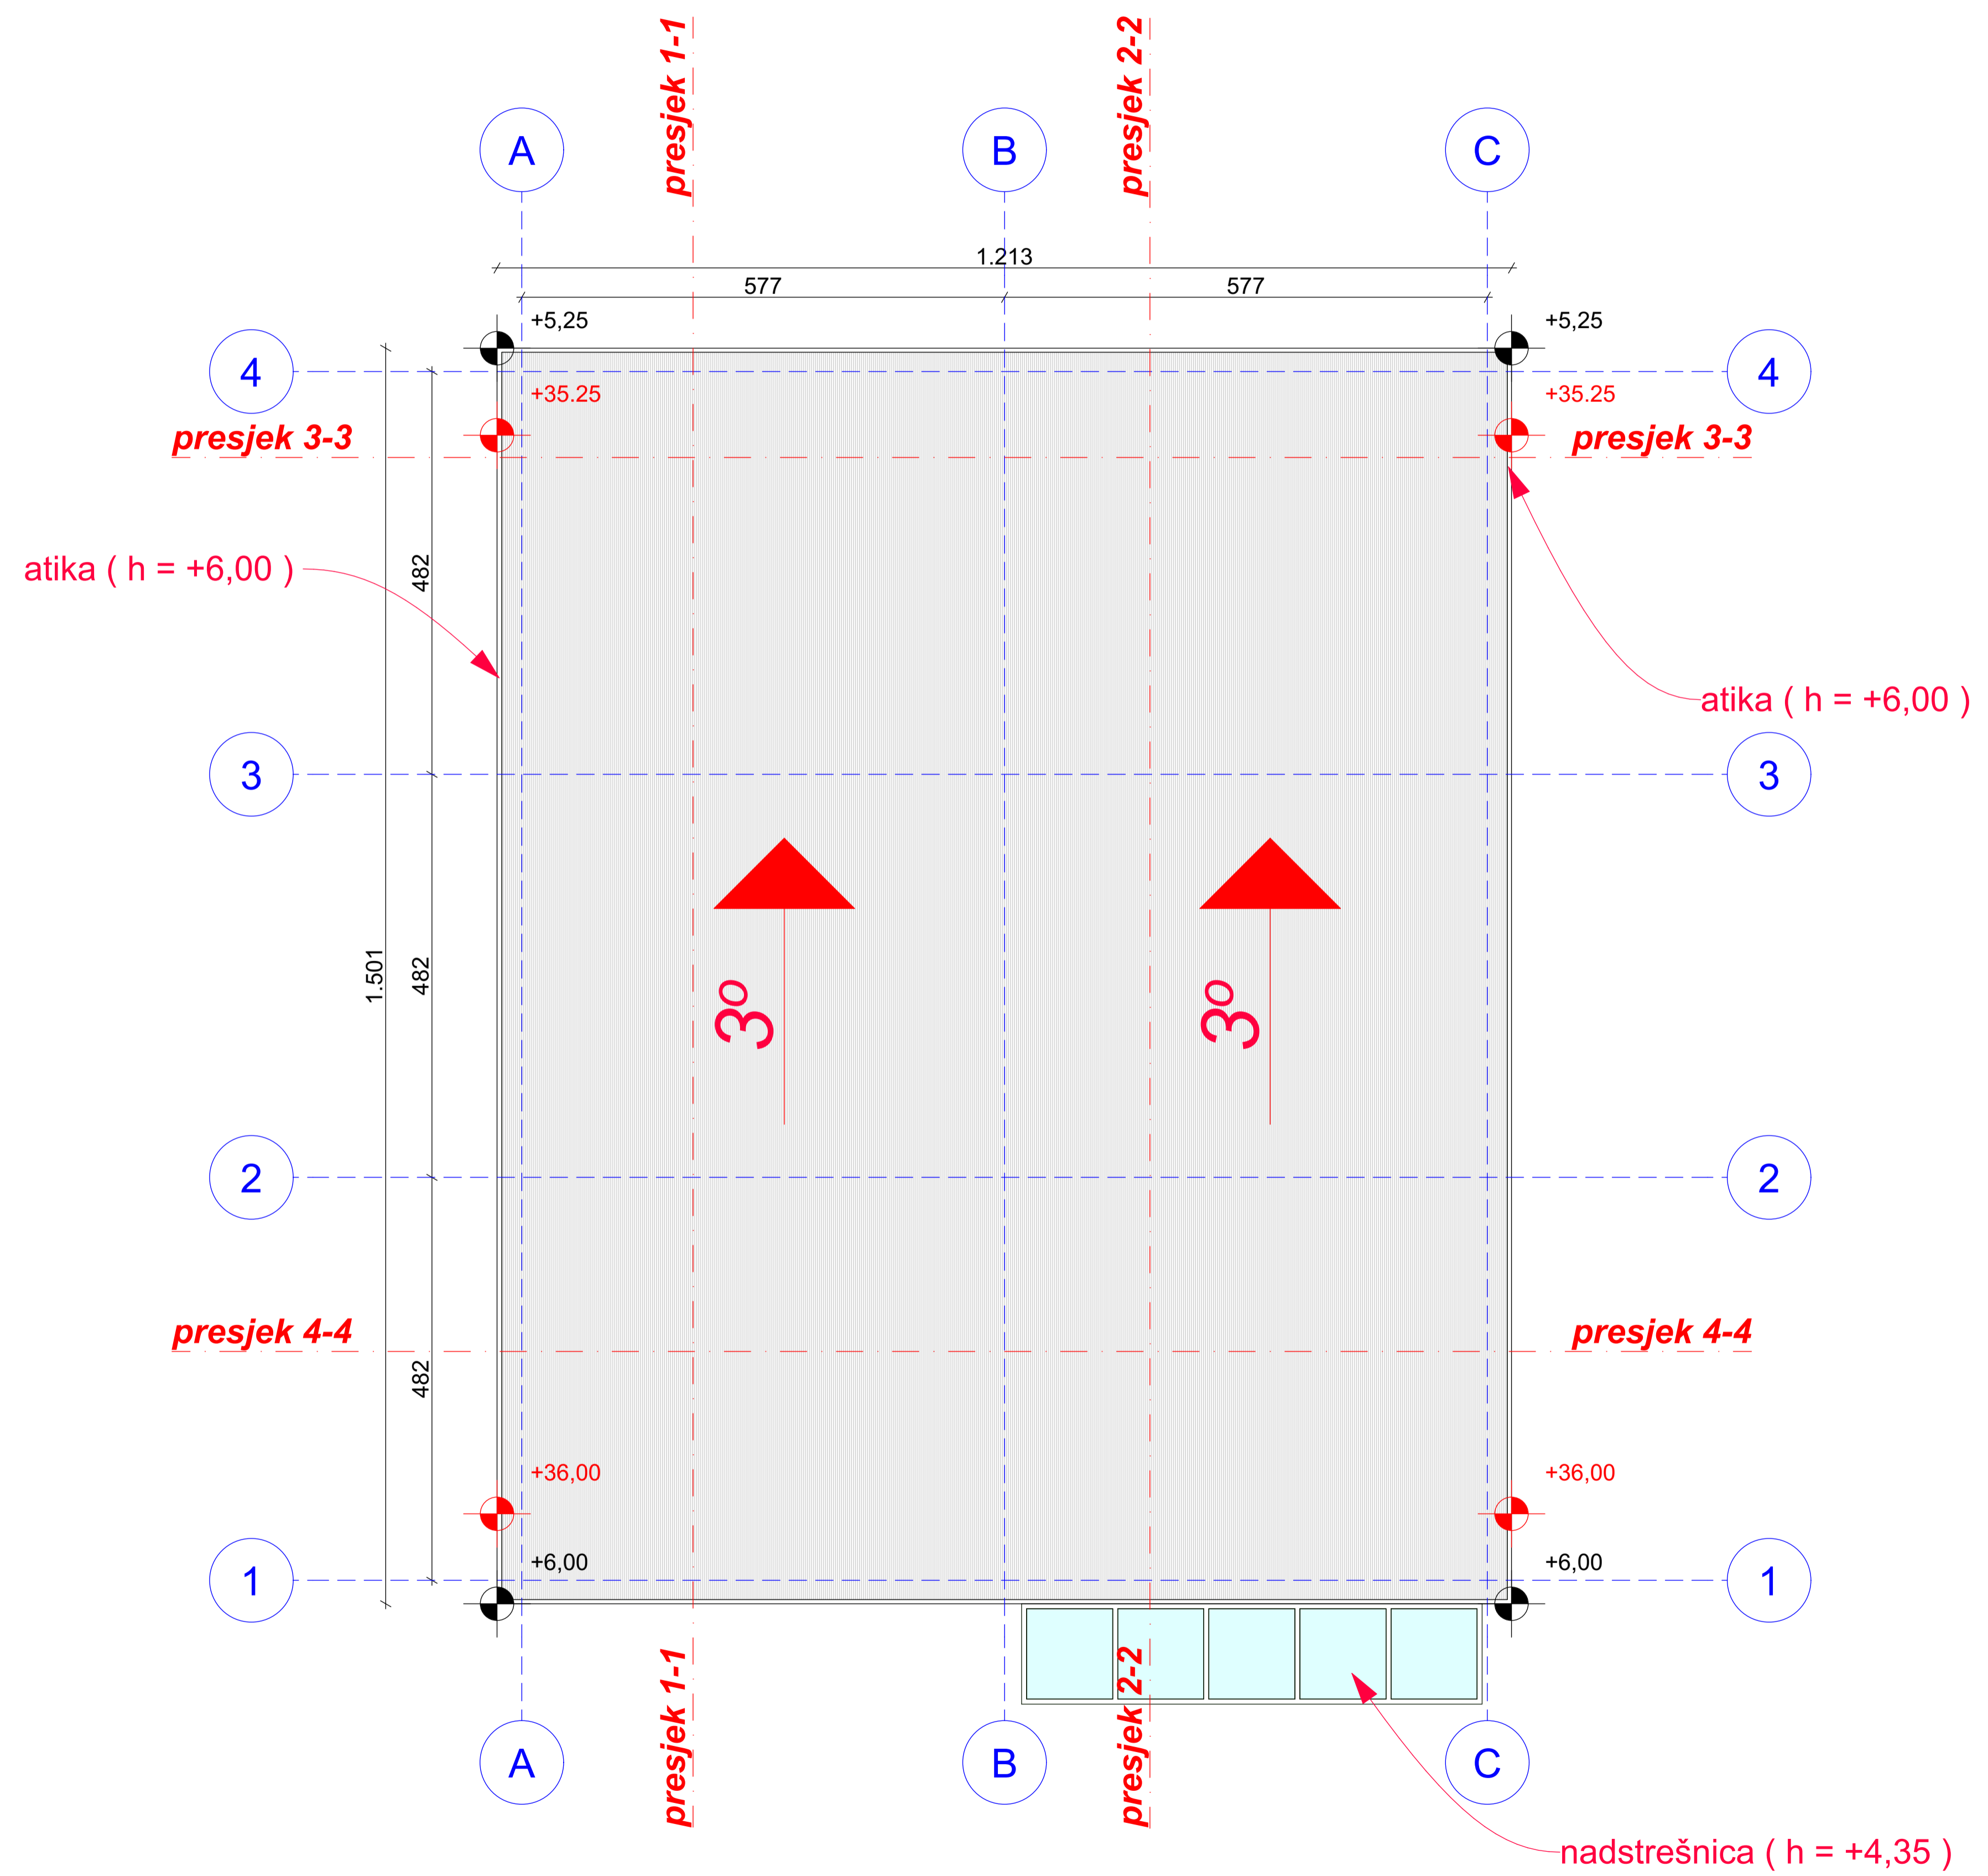 presjek 1-1
presjek 2-2
A
B
C
1.213
577
577
+5,25
+5,25
4
4
+35.25
+35.25
presjek 3-3
presjek 3-3
atika ( h = +6,00 )
482
atika ( h = +6,00 )
3
3
1.501
482
3º
3º
2
2
presjek 4-4
presjek 4-4
482
+36,00
+36,00
+6,00
+6,00
1
1
presjek 1-1
presjek 2-2
A
B
C
nadstrešnica ( h = +4,35 )